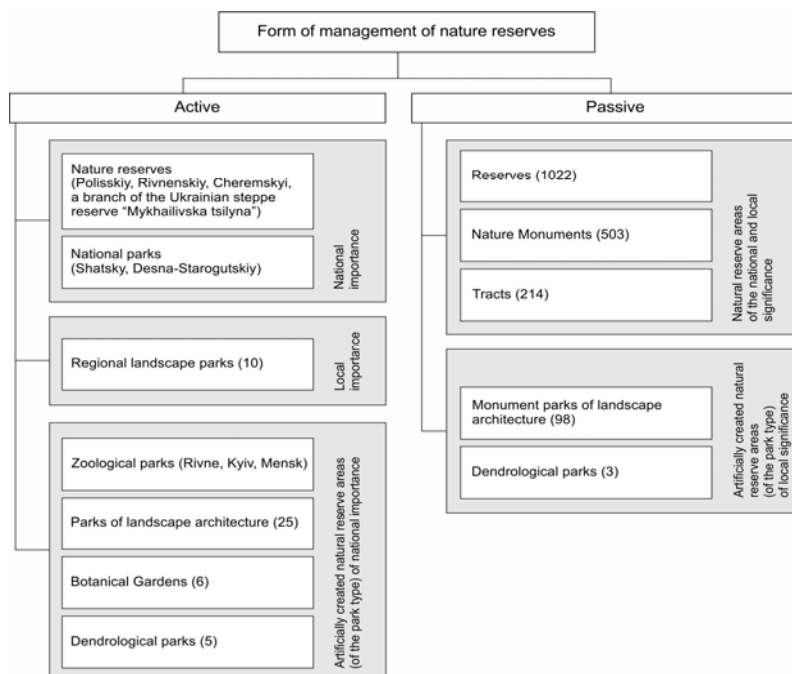 Form of management of nature reserves
Active
Nature reserves
(Polisskiy, Rivnenskiy, Cheremskyi,
a branch of the Ukrainian steppe
reserve “Mykhailivska tsilyna”)
National parks
(Shatsky, Desna-Starogutskiy)
National
importance
Regional landscape parks (10)
Local
importance
Zoological parks (Rivne, Kyiv, Mensk)
Parks of landscape architecture (25)
Botanical Gardens (6)
Dendrological parks (5)
Artificially created natural reserve areas
(of the park type) of national importance
Passive
Reserves (1022)
Nature Monuments (503)
Tracts (214)
Natural reserve areas
of the national and local
significance
Monument parks of landscape
architecture (98)
Dendrological parks (3)
Artificially created natural
reserve areas
(of the park type)
of local significance